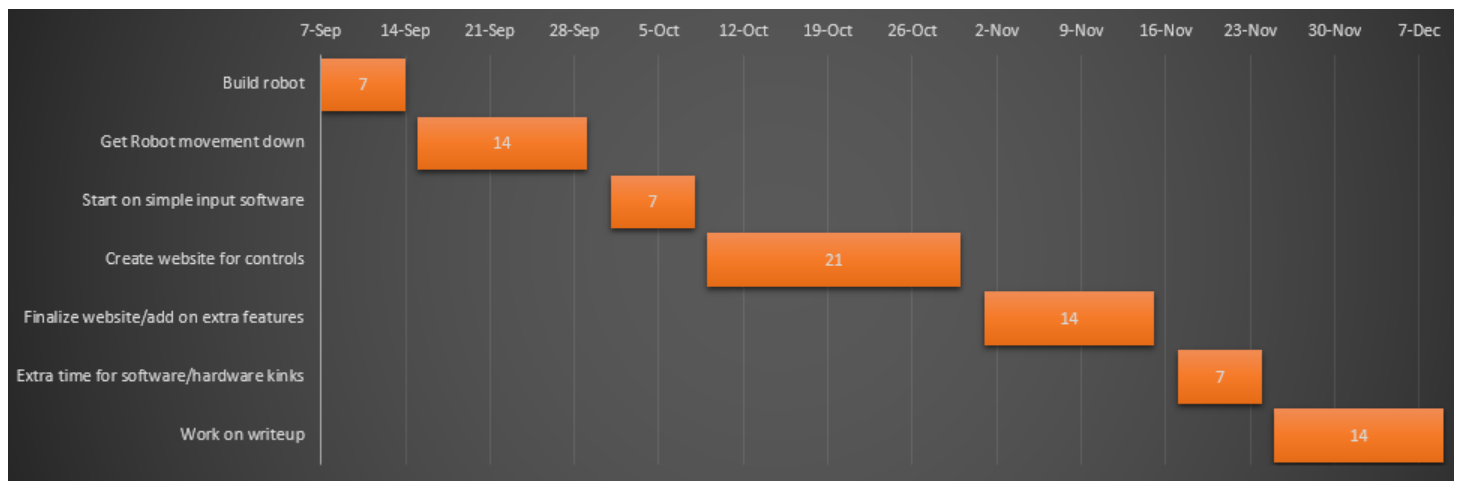 7-Sep 14-Sep 21-Sep 28-Sep 5-Oct 12-Oct 19-Oct 26-Oct 2-Nov 9-Nov 16-Nov 23-Nov 30-Nov 7-Dec
Build robot 7
Get Robot movement down 14
Start on simple input software 7
Create website for controls 21
Finalize website/add on extra features 14
Extra time for software/hardware kinks 7
Work on writeup 14